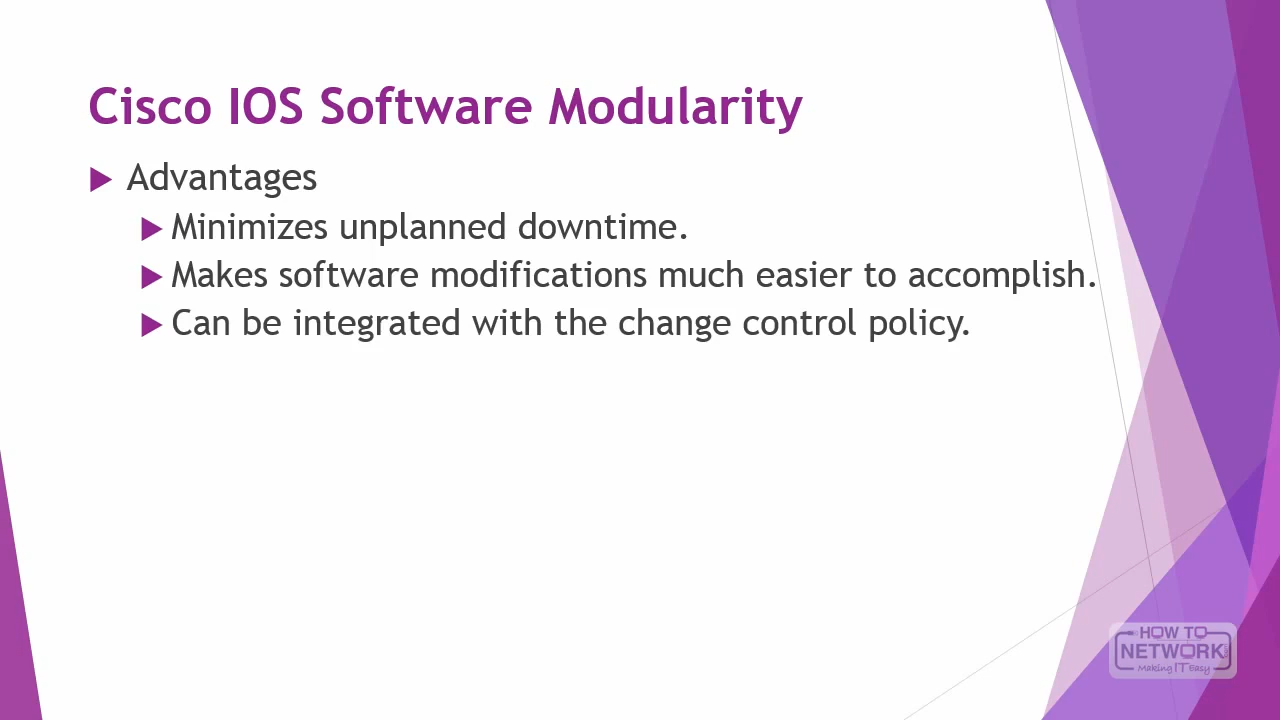 Cisco IOS Software Modularity
Advantages
Minimizes unplanned downtime.
Makes software modifications much easier to accomplish.
Can be integrated with the change control policy.
HOW TO
NETWORK
Making IT Easy